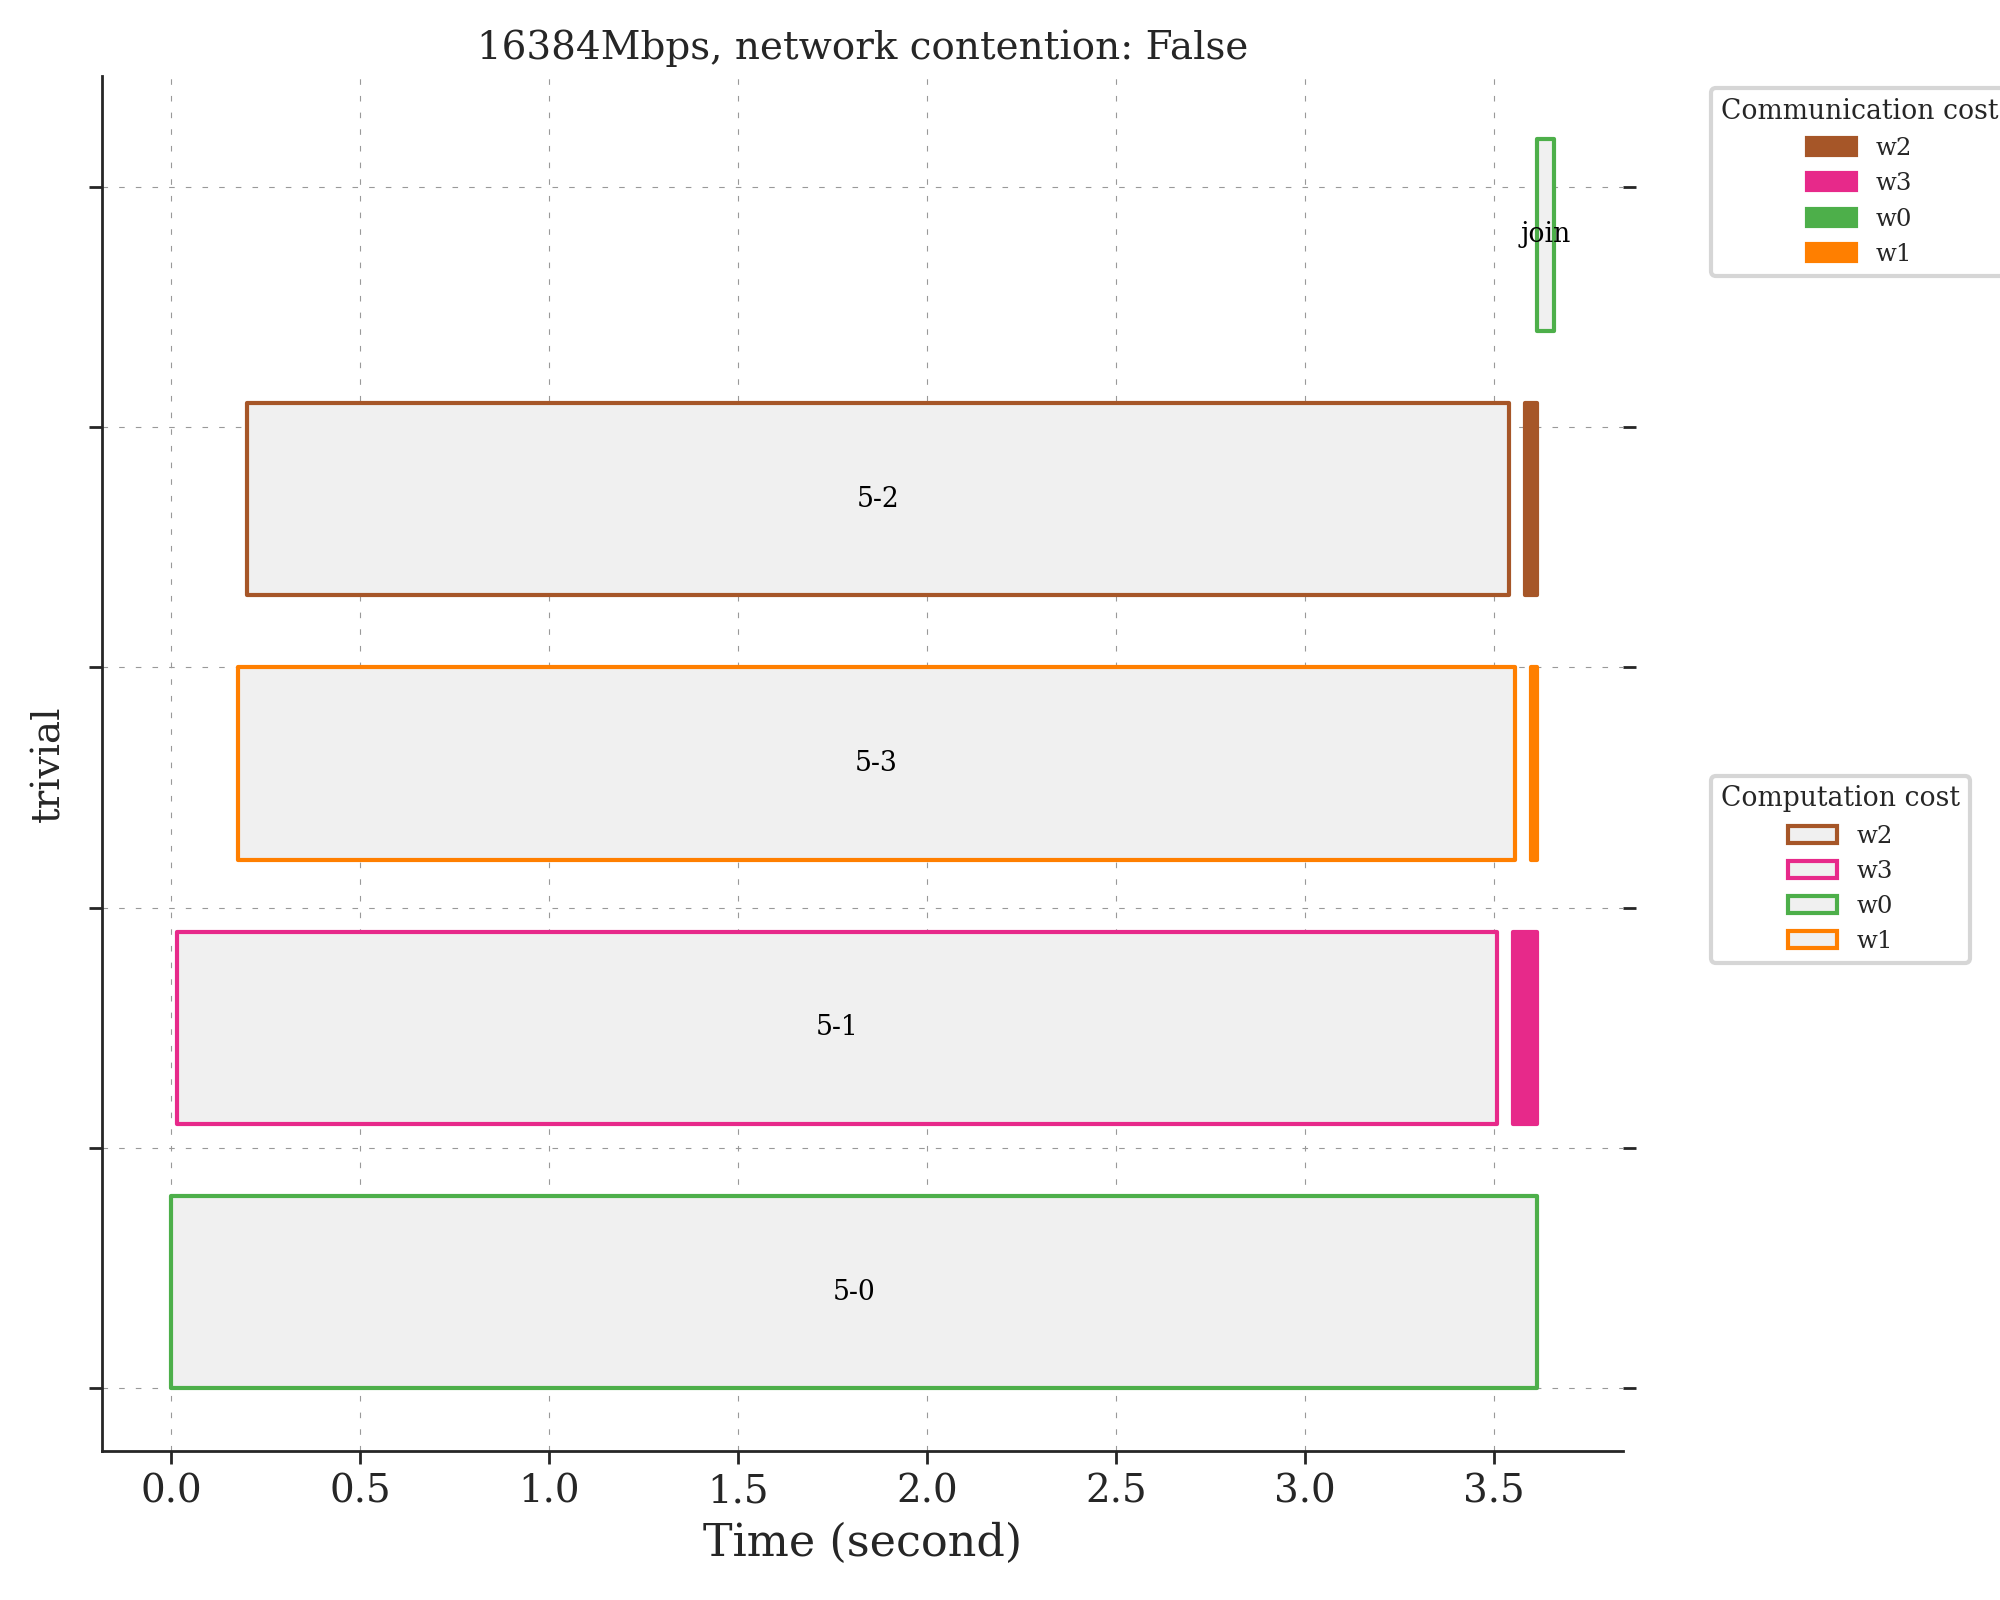 16384Mbps, network contention: False
Communication cost
w2
w3
w0
w1
join
5-2
5-3
trivial
Computation cost
w2
w3
w0
w1
5-1
5-0
0.0 0.5 1.0 1.5 2.0 2.5 3.0 3.5
Time (second)